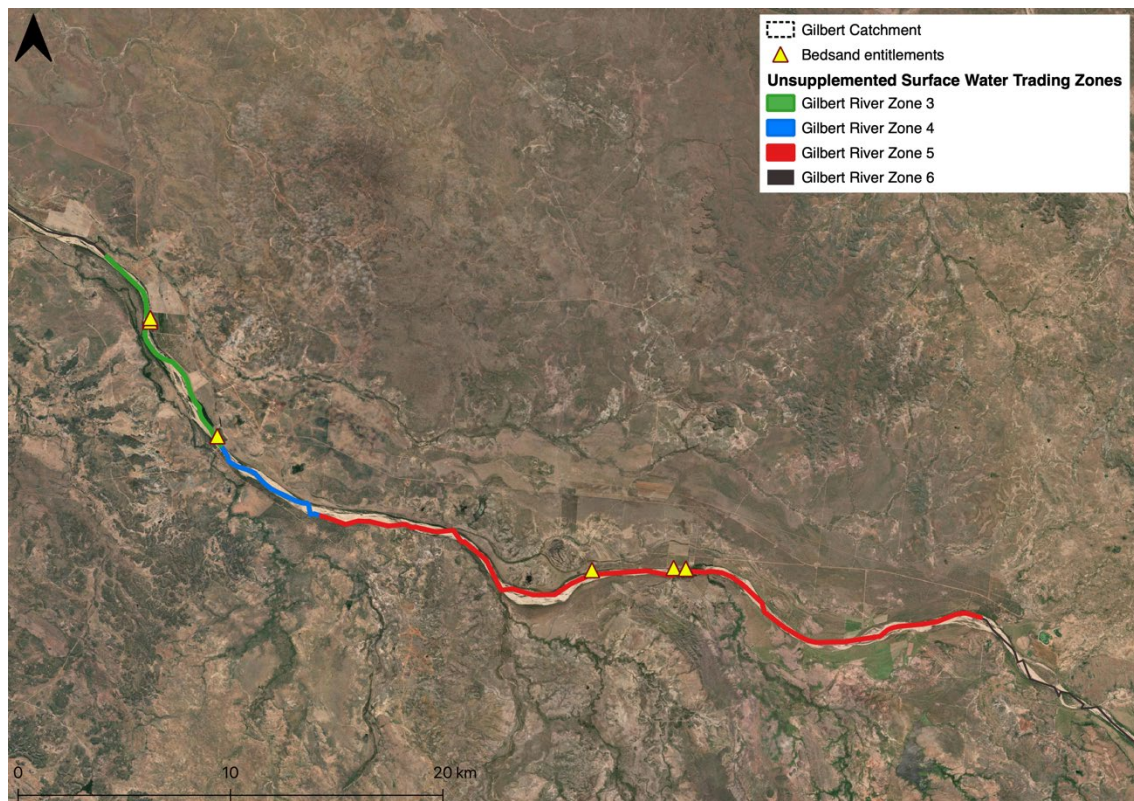 Gilbert Catchment
Bedsand entitlements
Unsupplemented Surface Water Trading Zones
Gilbert River Zone 3
Gilbert River Zone 4
Gilbert River Zone 5
Gilbert River Zone 6
0 10 20 km